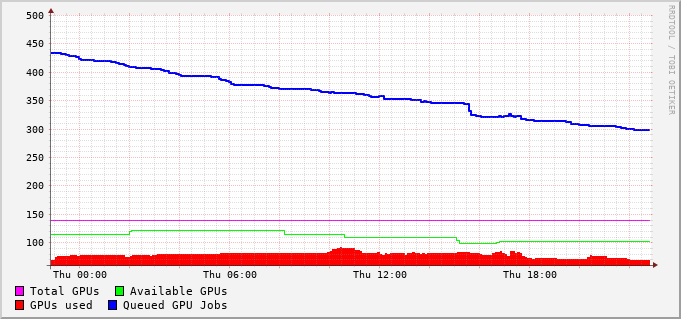 500
450
400
350
300
250
200
150
100
Thu 00:00 Thu 06:00 Thu 12:00 Thu 18:00
Total GPUs Available GPUs
GPUs used Queued GPU Jobs
RRDTOOL / TOBI OETIKER